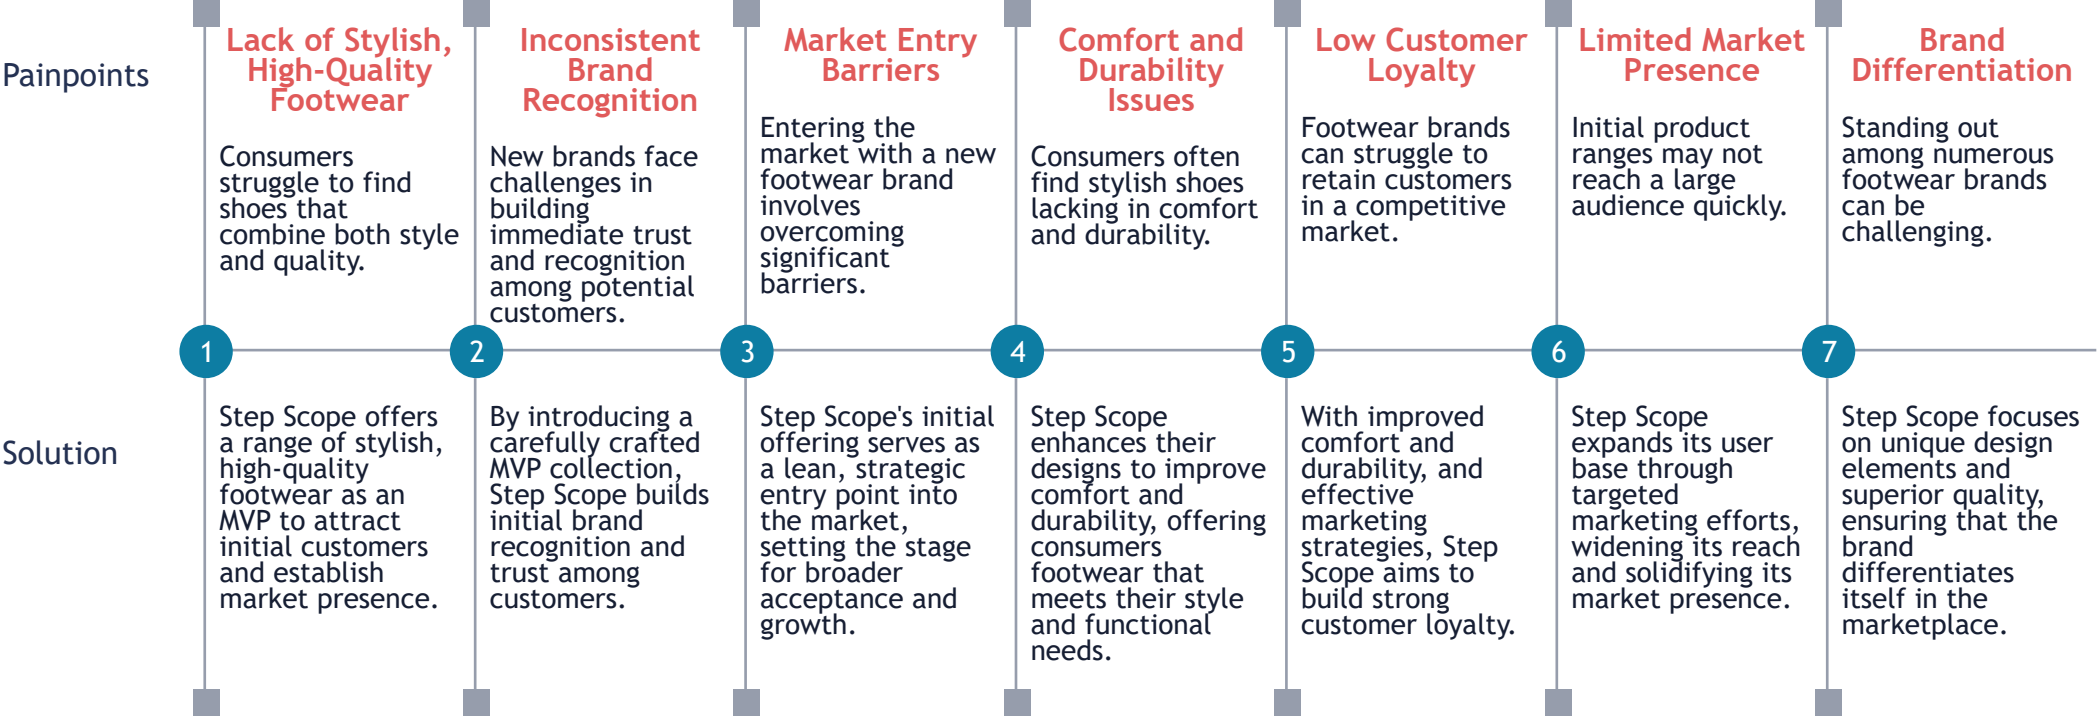 Painpoints
Lack of Stylish,
High-Quality
Footwear
Consumers
struggle to find
shoes that
combine both style
and quality.
Inconsistent
Brand
Recognition
New brands face
challenges in
building
immediate trust
and recognition
among potential
customers.
Market Entry
Barriers
Entering the
market with a new
footwear brand
involves
overcoming
significant
barriers.
Comfort and
Durability
Issues
Consumers often
find stylish shoes
lacking in comfort
and durability.
Low Customer
Loyalty
Footwear brands
can struggle to
retain customers
in a competitive
market.
Limited Market
Presence
Initial product
ranges may not
reach a large
audience quickly.
Brand
Differentiation
Standing out
among numerous
footwear brands
can be
challenging.
1
2
3
4
5
6
7
Solution
Step Scope offers
a range of stylish,
high-quality
footwear as an
MVP to attract
initial customers
and establish
market presence.
By introducing a
carefully crafted
MVP collection,
Step Scope builds
initial brand
recognition and
trust among
customers.
Step Scope's initial
offering serves as
a lean, strategic
entry point into
the market,
setting the stage
for broader
acceptance and
growth.
Step Scope
enhances their
designs to improve
comfort and
durability, offering
consumers
footwear that
meets their style
and functional
needs.
With improved
comfort and
durability, and
effective
marketing
strategies, Step
Scope aims to
build strong
customer loyalty.
Step Scope
expands its user
base through
targeted
marketing efforts,
widening its reach
and solidifying its
market presence.
Step Scope focuses
on unique design
elements and
superior quality,
ensuring that the
brand
differentiates
itself in the
marketplace.